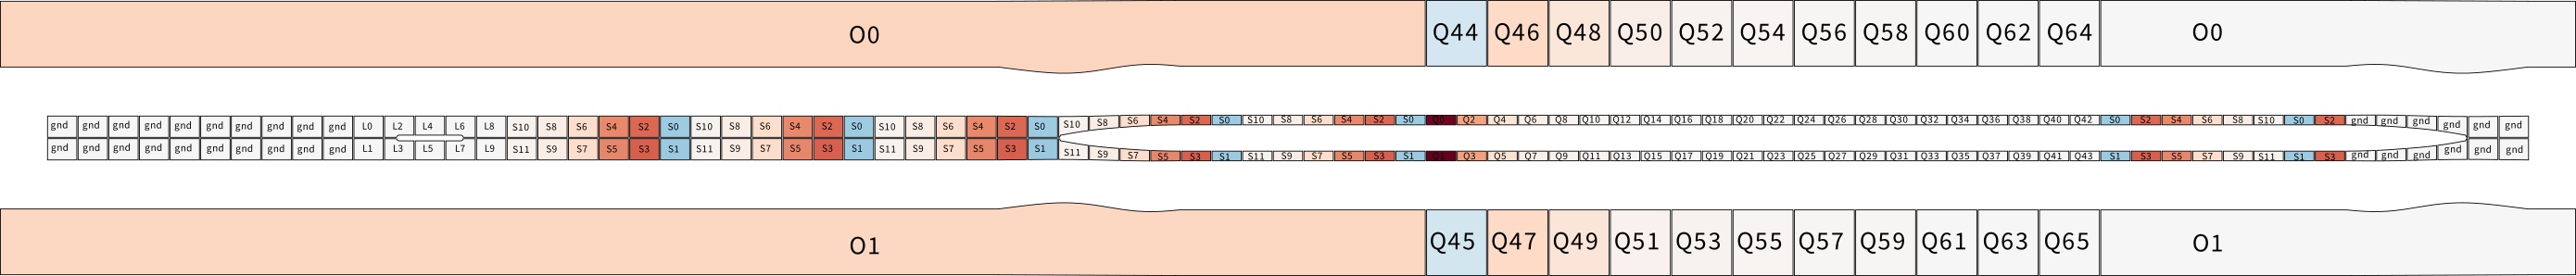 O0 Q44 Q46 Q48 Q50 Q52 Q54 Q56 Q58 Q60 Q62 Q64 O0
gnd gnd gnd gnd gnd gnd gnd gnd gnd gnd L0 L2 L4 L6 L8 S10 S8 S6 S4 S2 S0 S10 S8 S6 S4 S2 S0 S10 S8 S6 S4 S2 S0 S10 S8 S6 S4 S2 S0 S10 S8 S6 S4 S2 S0 Q0 Q2 Q4 Q6 Q8 Q10 Q12 Q14 Q16 Q18 Q20 Q22 Q24 Q26 Q28 Q30 Q32 Q34 Q36 Q38 Q40 Q42 S0 S2 S4 S6 S8 S10 S0 S2 gnd gnd gnd gnd gnd gnd
gnd gnd gnd gnd gnd gnd gnd gnd gnd gnd L1 L3 L5 L7 L9 S11 S9 S7 S5 S3 S1 S11 S9 S7 S5 S3 S1 S11 S9 S7 S5 S3 S1 S11 S9 S7 S5 S3 S1 S11 S9 S7 S5 S3 S1 Q1 Q3 Q5 Q7 Q9 Q11 Q13 Q15 Q17 Q19 Q21 Q23 Q25 Q27 Q29 Q31 Q33 Q35 Q37 Q39 Q41 Q43 S1 S3 S5 S7 S9 S11 S1 S3 gnd gnd gnd gnd gnd gnd
O1 Q45 Q47 Q49 Q51 Q53 Q55 Q57 Q59 Q61 Q63 Q65 O1